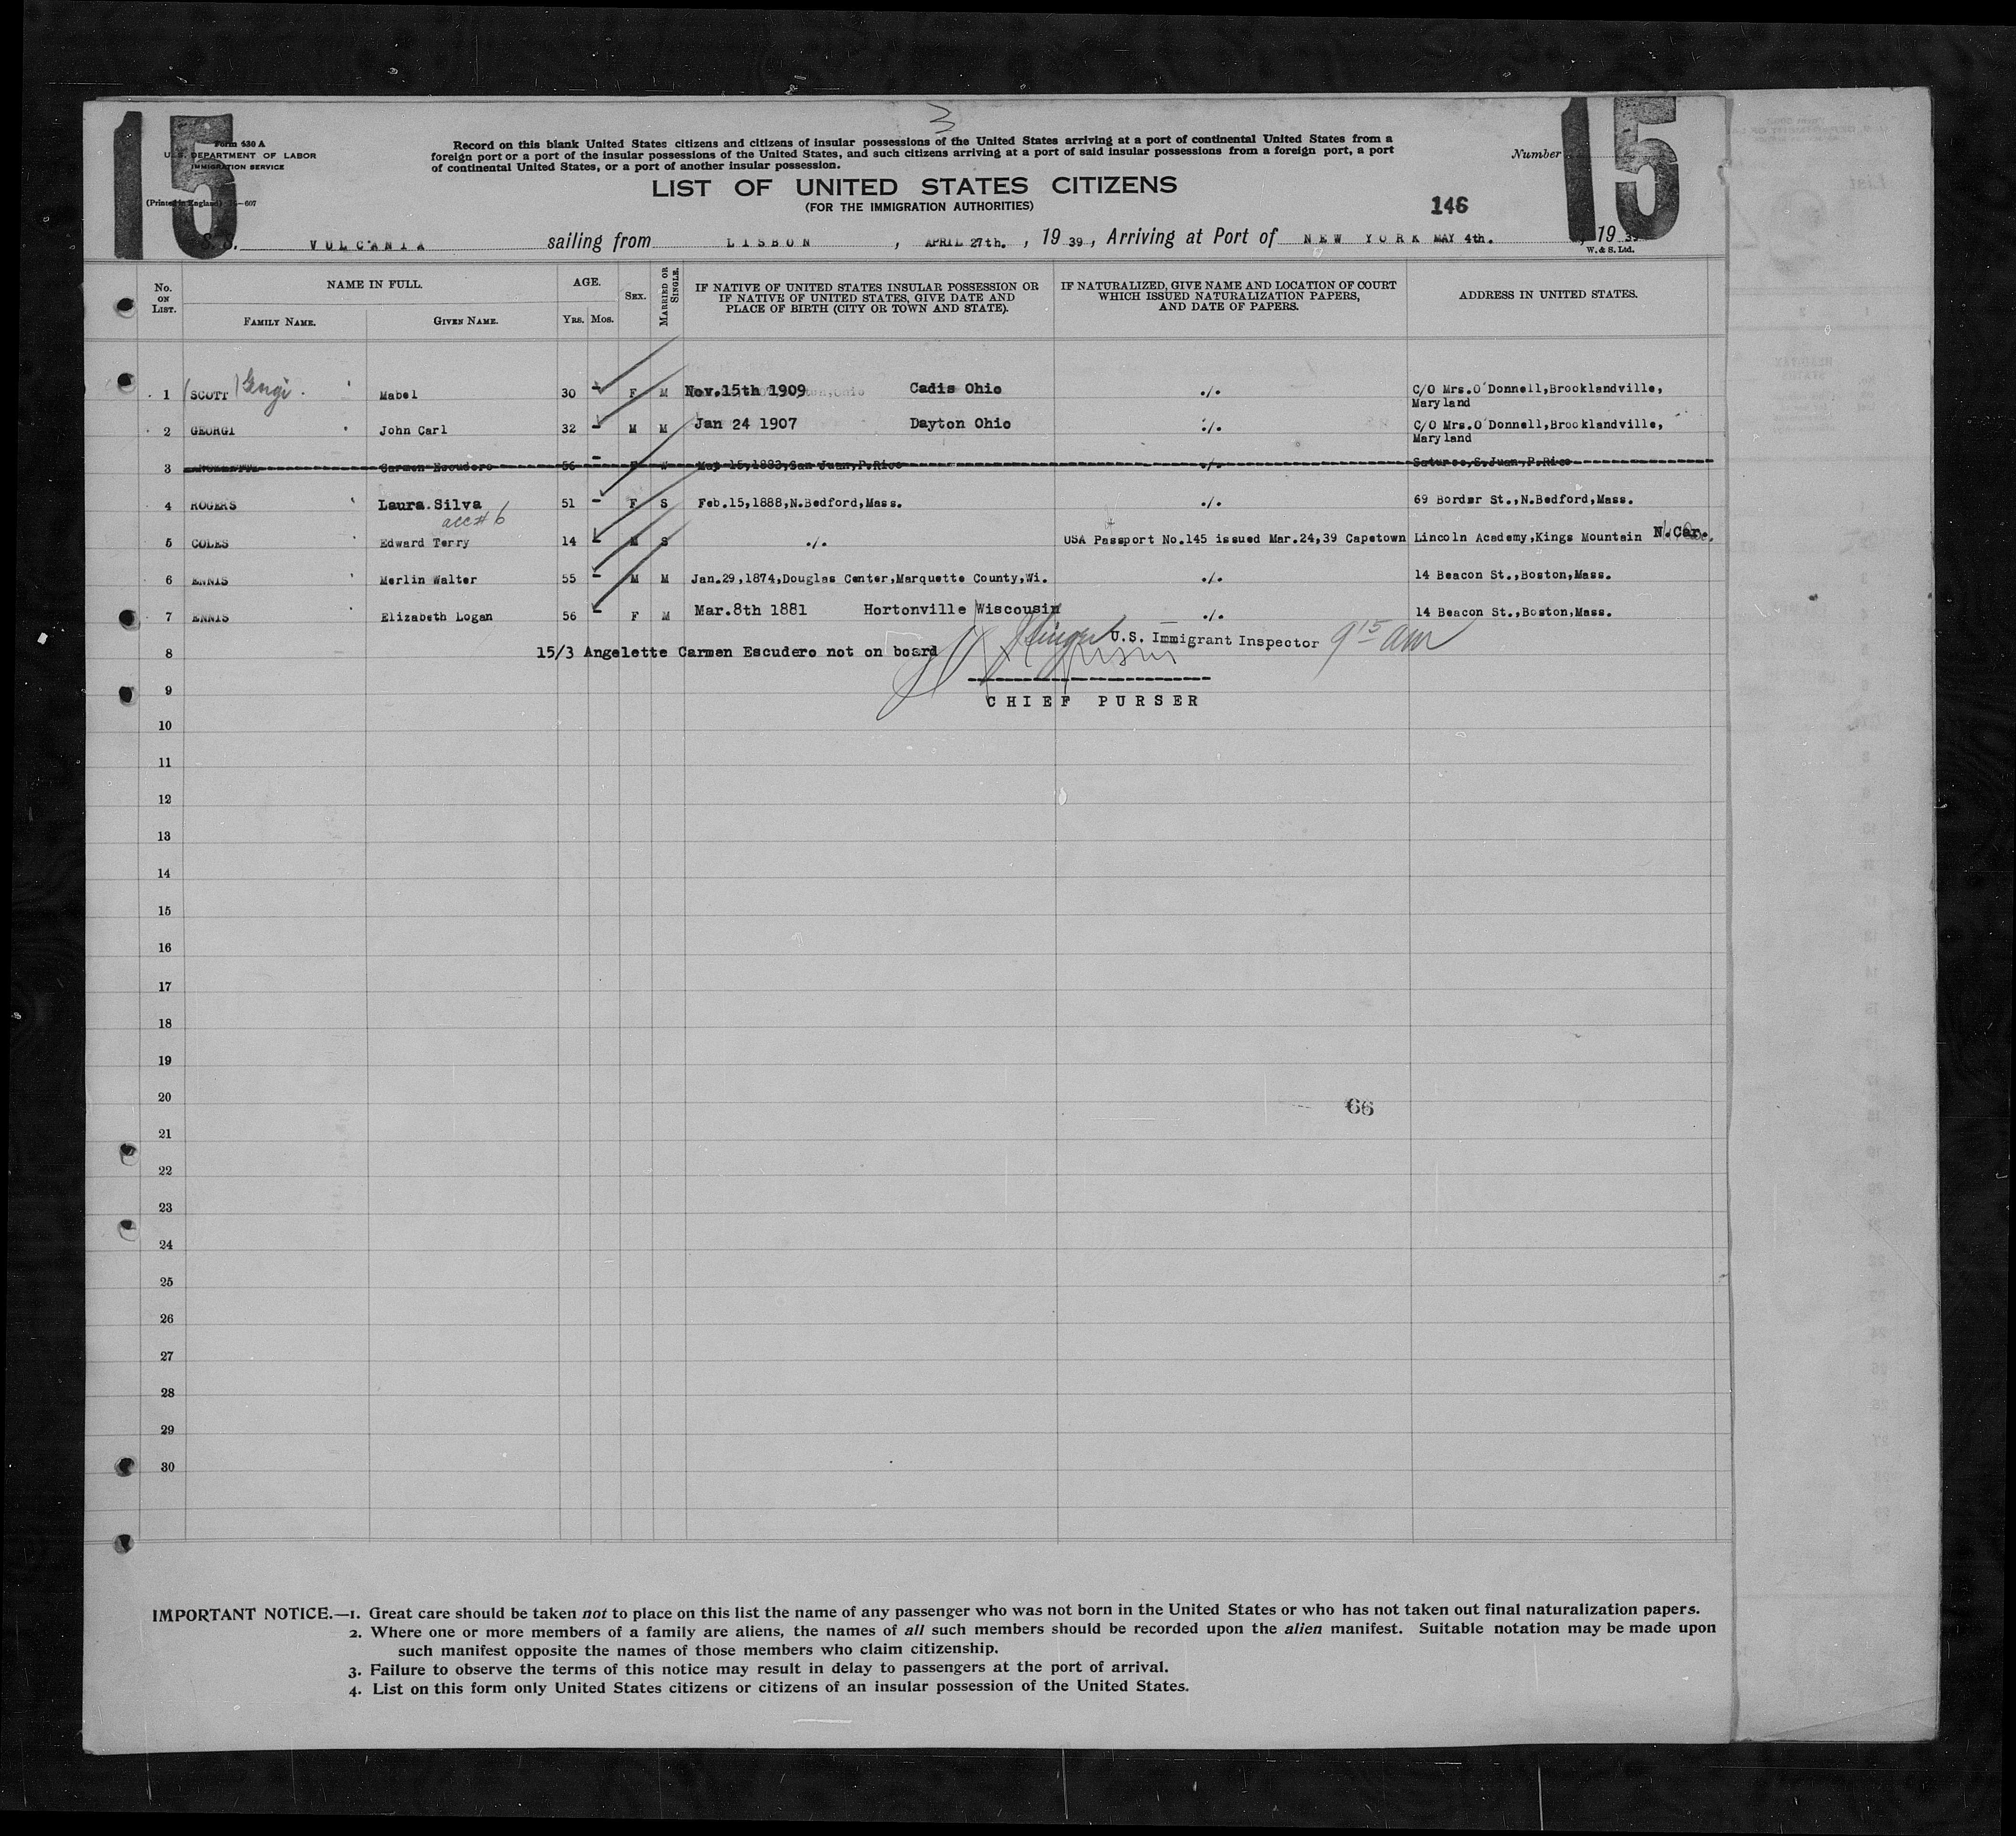 3
15 15
Form 630 A
U.S. DEPARTMENT OF LABOR
IMMIGRATION SERVICE
(Printed in England) —607
Record on this blank United States citizens and citizens of insular possessions of the United States arriving at a port of continental United States from a
foreign port or a port of the insular possessions of the United States, and such citizens arriving at a port of said insular possessions from a foreign port, a port
of continental United States, or a port of another insular possession.
Number
LIST OF UNITED STATES CITIZENS
(FOR THE IMMIGRATION AUTHORITIES)
146
S. S. VULCANIA sailing from LISBON , APRIL 27th. , 19 39 , Arriving at Port of NEW YORK MAY 4th. , 19 39
W. & S. Ltd.
No. ON LIST. NAME IN FULL. AGE. SEX. MARRIED OR SINGLE. IF NATIVE OF UNITED STATES INSULAR POSSESSION OR IF NATIVE OF UNITED STATES, GIVE DATE AND PLACE OF BIRTH (CITY OR TOWN AND STATE). IF NATURALIZED, GIVE NAME AND LOCATION OF COURT WHICH ISSUED NATURALIZATION PAPERS, AND DATE OF PAPERS. ADDRESS IN UNITED STATES.
FAMILY NAME. GIVEN NAME. YRS. MOS.
1 (SCOTT) Georgi Mabel 30 - F M Nov.15th 1909 Cadis Ohio ./. C/O Mrs.O'Donnell,Brooklandville,
Maryland
2 GEORGI John Carl 32 - M M Jan 24 1907 Dayton Ohio ./. C/O Mrs.O'Donnell,Brooklandville,
Maryland
3 Carmen Escudero 56 - F May 15,1883,San Juan,P.Rico ./. S.Juan,P.Rico
4 ROGERS Laura.Silva 51 - F S Feb.15,1888,N.Bedford,Mass. ./. 69 Border St.,N.Bedford,Mass.
acc# 6
5 COLES Edward Terry 14 - M S ./. USA Passport No.145 issued Mar.24,39 Capetown Lincoln Academy,Kings Mountain N.Car.
6 ENNIS Merlin Walter 55 - M M Jan.29,1874,Douglas Center,Marquette County,Wi. ./. 14 Beacon St.,Boston,Mass.
7 ENNIS Elizabeth Logan 56 - F M Mar.8th 1881 Hortonville Wiscousin ./. 14 Beacon St.,Boston,Mass.
U.S. Immigrant Inspector 9 15 am
8 15/3 Angelette Carmen Escudero not on board
9 CHIEF PURSER
10
11
12
13
14
15
16
17
18
19
20 66
21
22
23
24
25
26
27
28
29
30
IMPORTANT NOTICE.—1. Great care should be taken not to place on this list the name of any passenger who was not born in the United States or who has not taken out final naturalization papers.
2. Where one or more members of a family are aliens, the names of all such members should be recorded upon the alien manifest. Suitable notation may be made upon
such manifest opposite the names of those members who claim citizenship.
3. Failure to observe the terms of this notice may result in delay to passengers at the port of arrival.
4. List on this form only United States citizens or citizens of an insular possession of the United States.